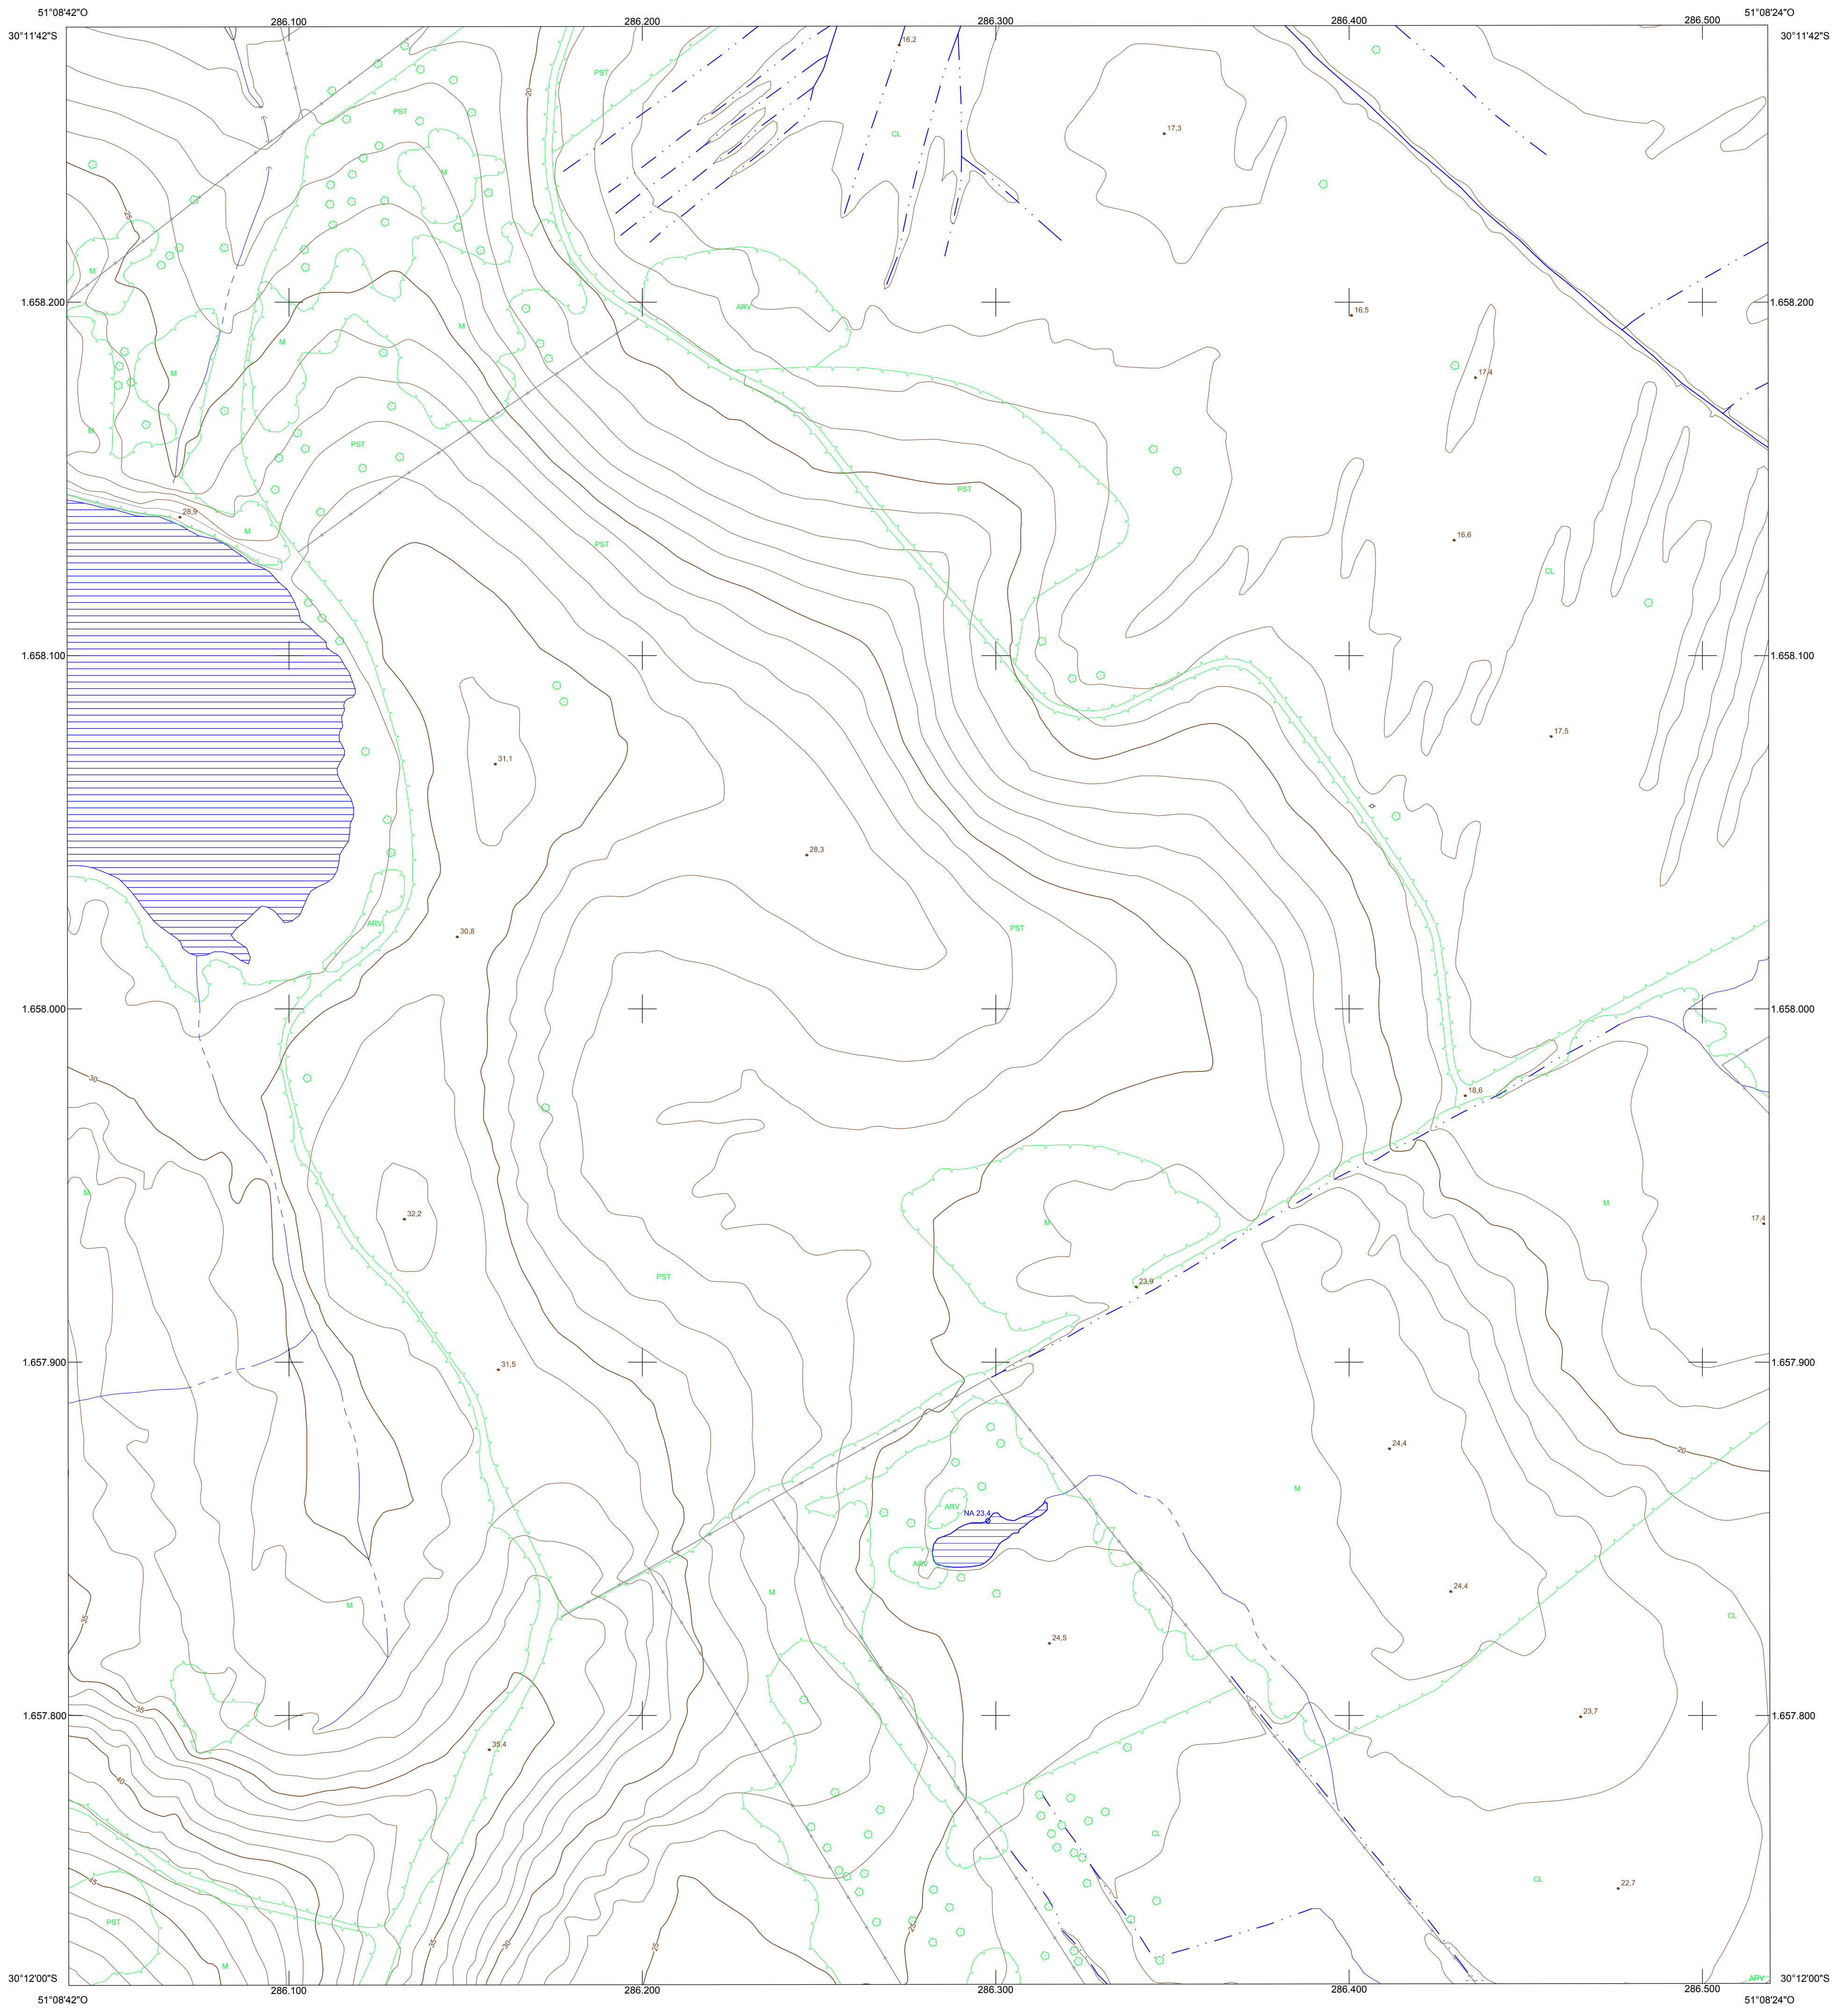 51°08'42"O
51°08'24"O
286.100
286.200
286.300
286.400
286.500
30°11'42"S
30°11'42"S
16,2
PST
20
PST
CL
17,3
M
25
M
1.658.200
1.658.200
ARV
16,5
M
M
M
17,4
M
PST
PST
28,9
M
PST
16,6
CL
1.658.100
1.658.100
17,5
31,1
28,3
ARV
30,8
PST
1.658.000
1.658.000
30
18,6
M
M
32,2
M
17,4
PST
23,9
1.657.900
1.657.900
31,5
24,4
20
M
ARV
NA 23,4
ARV
M
24,4
M
35
CL
24,5
35
1.657.800
1.657.800
23,7
35,4
40
CL
45
CL
22,7
PST
25
35
30
25
M
ARV
30°12'00"S
30°12'00"S
286.100
286.200
286.300
286.400
286.500
51°08'42"O
51°08'24"O